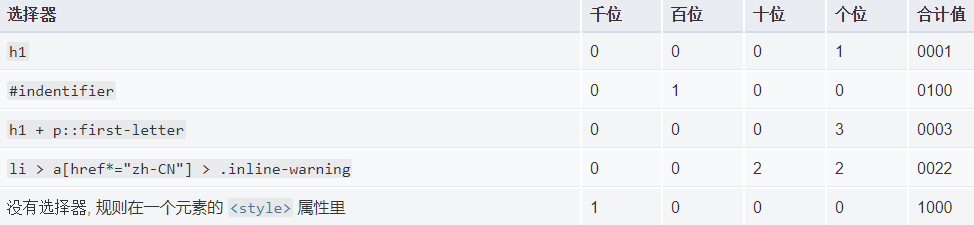 选择器 千位 百位 十位 个位 合计值
h1 0 0 0 1 0001
#indentifier 0 1 0 0 0100
h1 + p::first-letter 0 0 0 3 0003
li > a[href*="zh-CN"] > .inline-warning 0 0 2 2 0022
没有选择器, 规则在一个元素的 <style> 属性里 1 0 0 0 1000